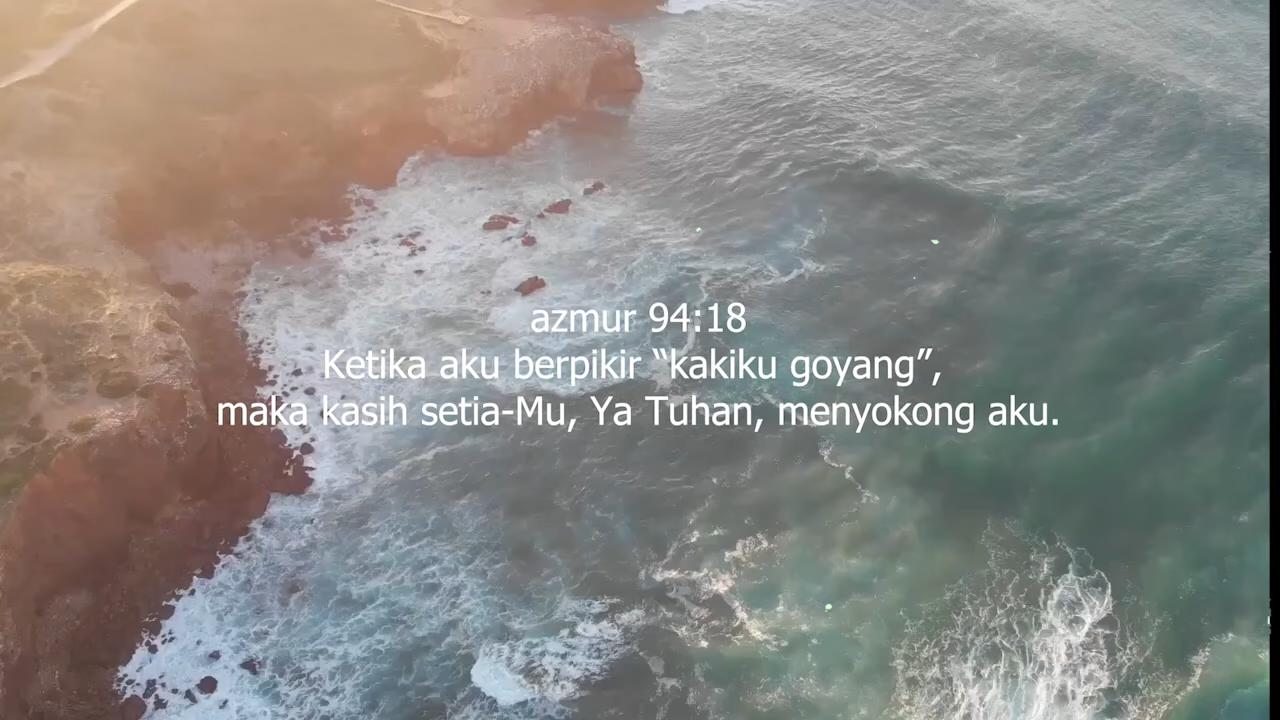 azmur 94:18
Ketika aku berpikir “kakiku goyang”,
maka kasih setia-Mu, Ya Tuhan, menyokong aku.